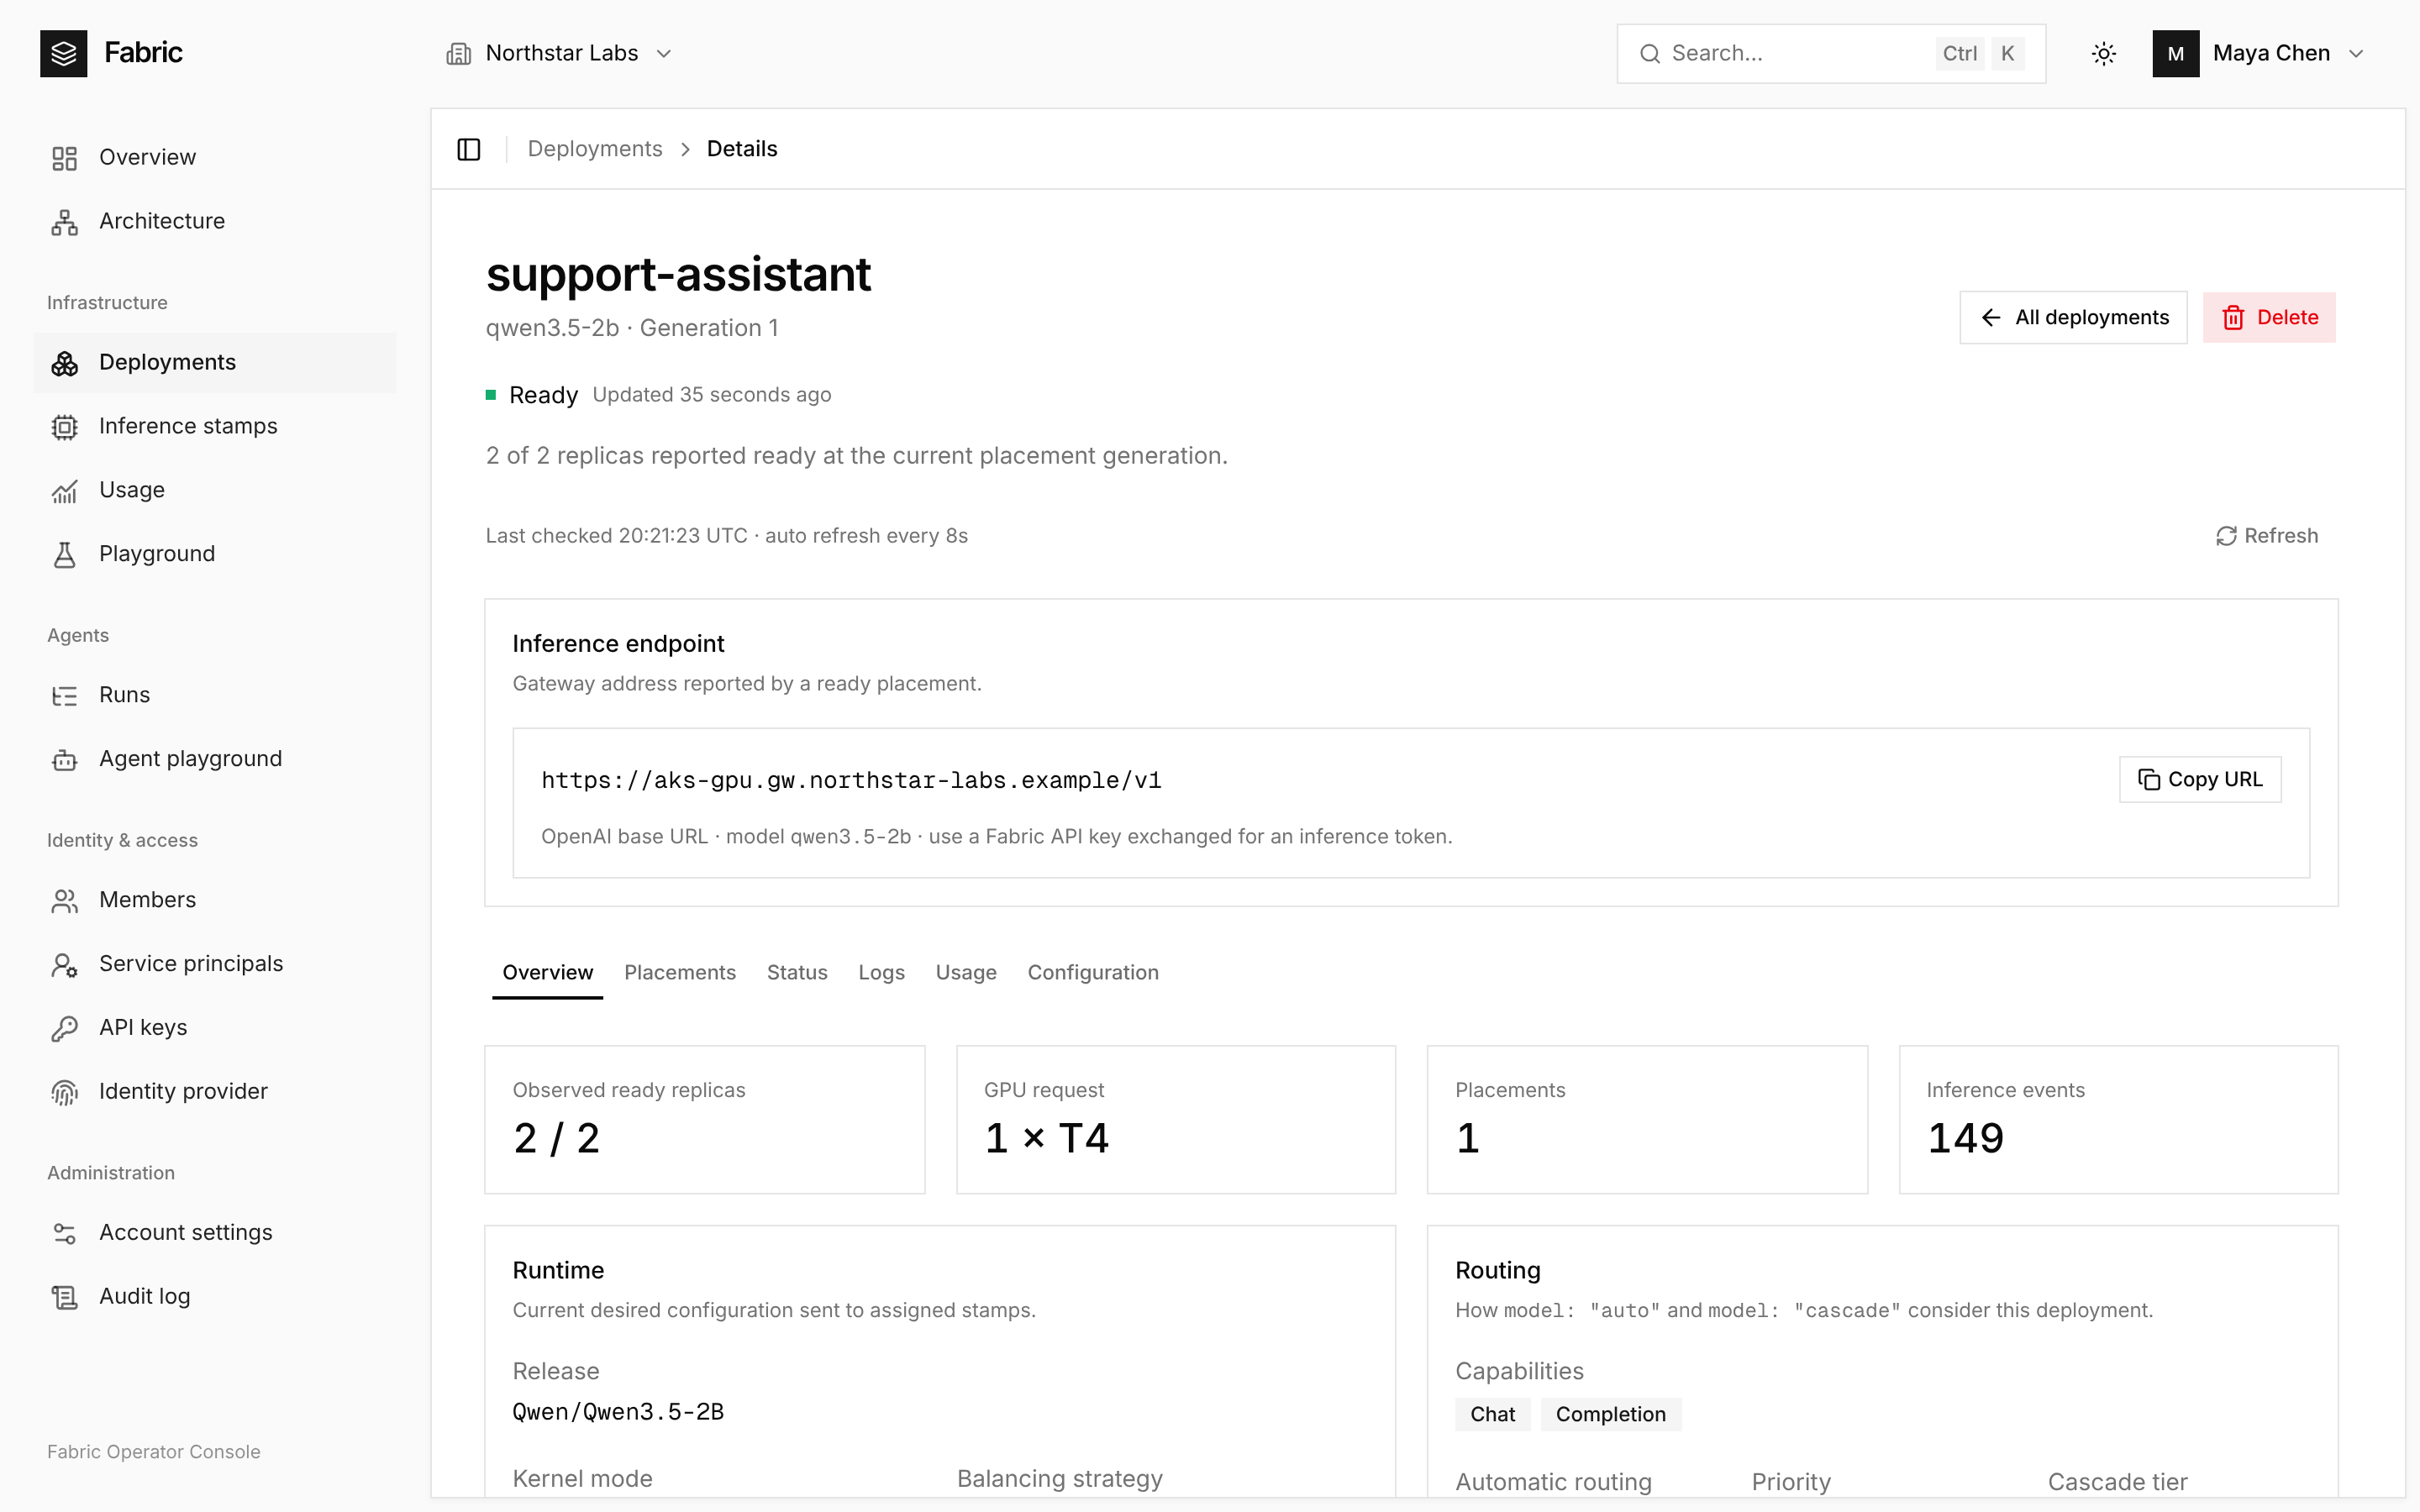 Fabric
Northstar Labs
Search...
Ctrl K
M
Maya Chen
Overview
Architecture
Infrastructure
Deployments
Inference stamps
Usage
Playground
Agents
Runs
Agent playground
Identity & access
Members
Service principals
API keys
Identity provider
Administration
Account settings
Audit log
Fabric Operator Console
Deployments > Details
support-assistant
qwen3.5-2b · Generation 1
All deployments
Delete
Ready Updated 35 seconds ago
2 of 2 replicas reported ready at the current placement generation.
Last checked 20:21:23 UTC · auto refresh every 8s
Refresh
Inference endpoint
Gateway address reported by a ready placement.
https://aks-gpu.gw.northstar-labs.example/v1
Copy URL
OpenAI base URL · model qwen3.5-2b · use a Fabric API key exchanged for an inference token.
Overview Placements Status Logs Usage Configuration
Observed ready replicas
2 / 2
GPU request
1 × T4
Placements
1
Inference events
149
Runtime
Current desired configuration sent to assigned stamps.
Release
Qwen/Qwen3.5-2B
Kernel mode
Balancing strategy
Routing
How model: "auto" and model: "cascade" consider this deployment.
Capabilities
Chat Completion
Automatic routing
Priority
Cascade tier